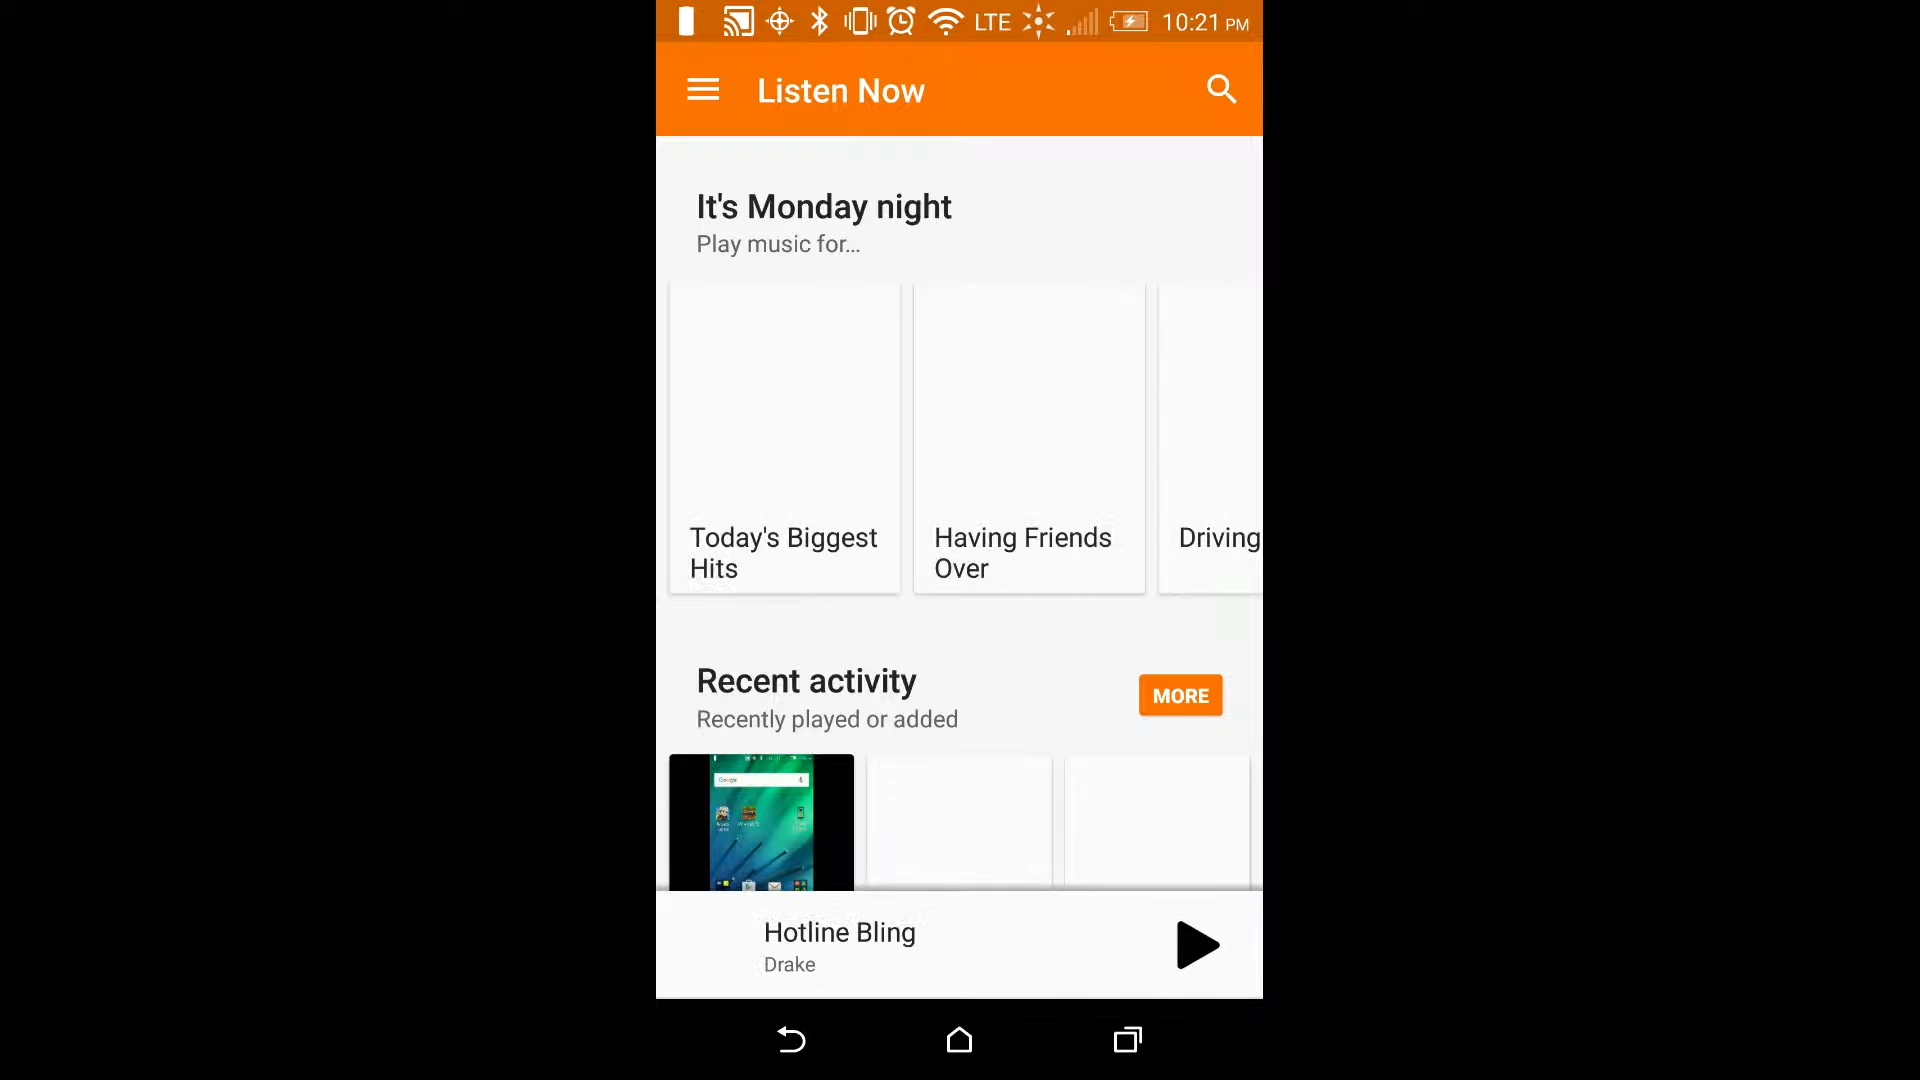 LTE 10:21 PM
Listen Now
It's Monday night
Play music for...
Today's Biggest
Hits
Having Friends
Over
Driving
Recent activity
Recently played or added
MORE
Google
Hotline Bling
Drake